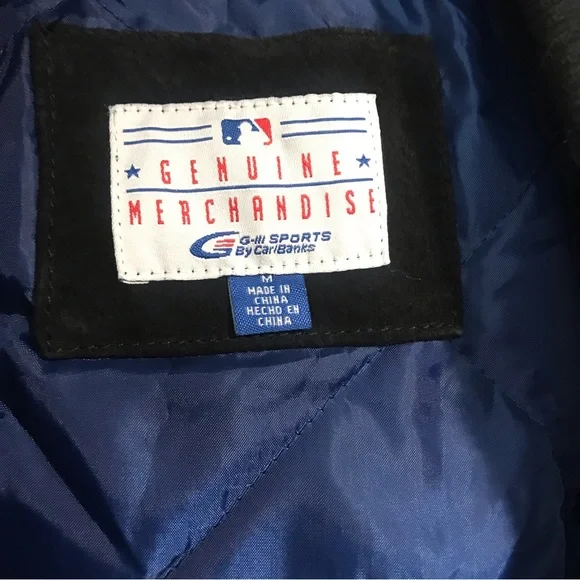 GENUINE
MERCHANDISE
G-III SPORTS
By Carl Banks
M
MADE IN
CHINA
HECHO EN
CHINA